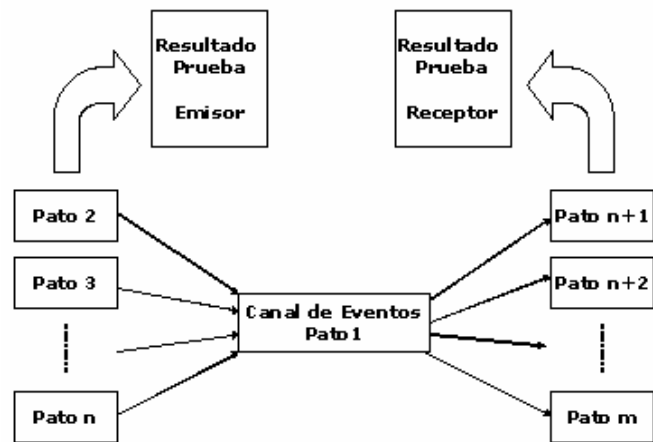 Resultado
Prueba
Emisor
Resultado
Prueba
Receptor
Pato 2
Pato n+1
Pato 3
Pato n+2
Canal de Eventos
Pato1
Pato n
Pato m